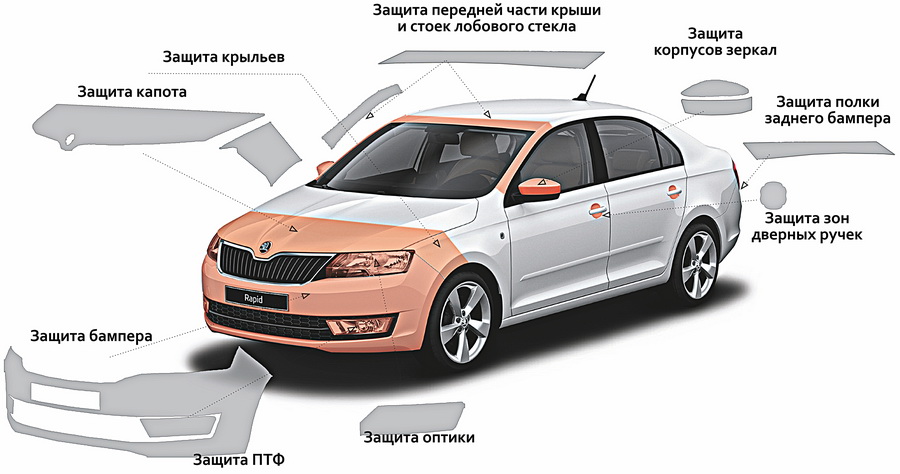 Защита передней части крыши
и стоек лобового стекла
Защита
корпусов зеркал
Защита крыльев
Защита капота
Защита полки
заднего бампера
Защита зон
дверных ручек
Rapid
Защита бампера
Защита оптики
Защита ПТФ